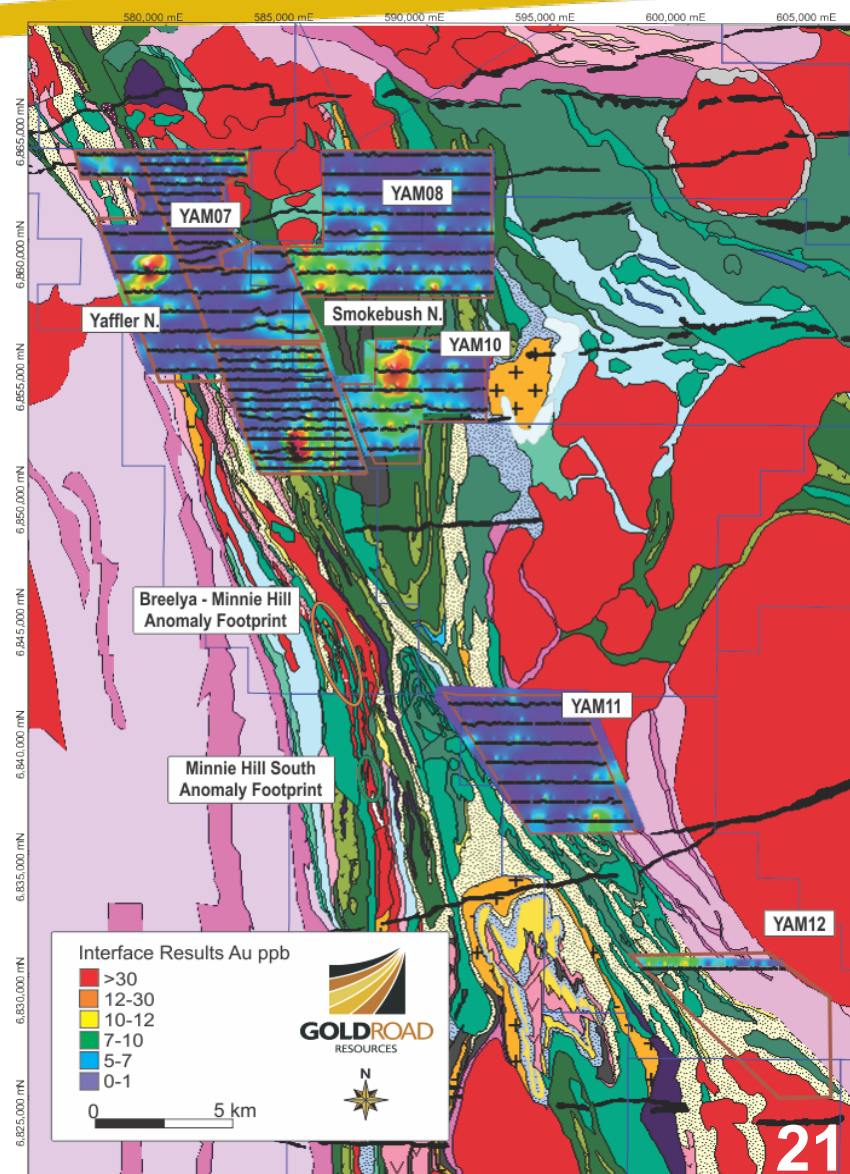 580,000 mE
585,000 mE
590,000 mE
595,000 mE
600,000 mE
605,000 mE
6,865,000 mN
6,860,000 mN
6,855,000 mN
6,850,000 mN
6,845,000 mN
6,840,000 mN
6,835,000 mN
6,830,000 mN
6,825,000 mN
YAM08
YAM07
Yaffler N.
Smokebush N.
YAM10
Breelya - Minnie Hill
Anomaly Footprint
YAM11
Minnie Hill South
Anomaly Footprint
YAM12
Interface Results Au ppb
>30
12-30
10-12
7-10
5-7
0-1
0 5 km
GOLDROAD
RESOURCES
N
21